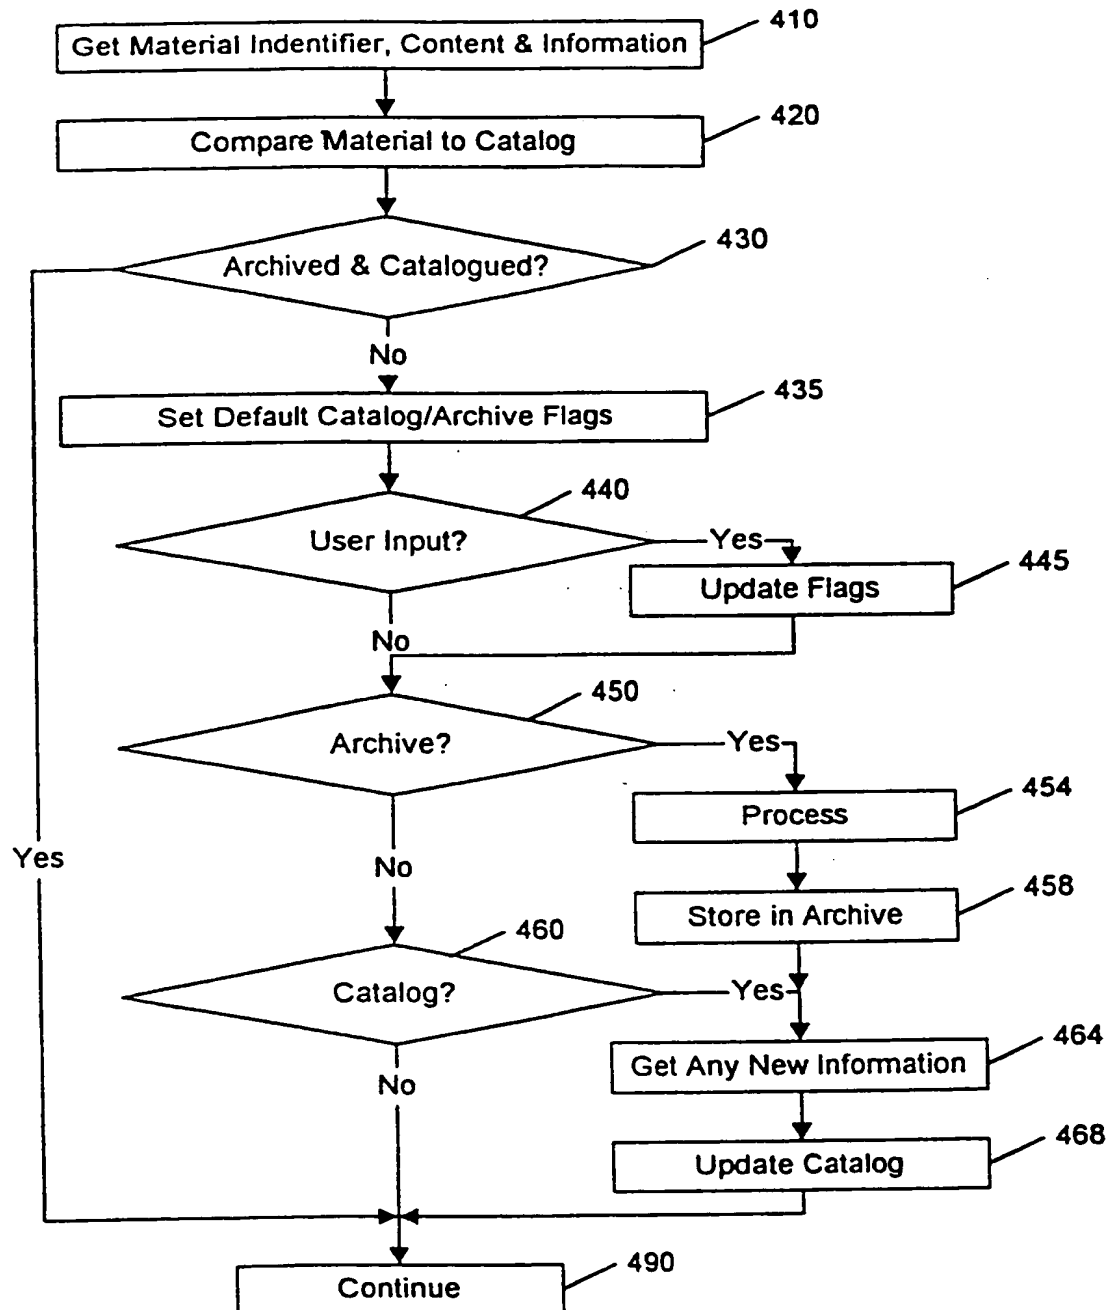 410
Get Material Indentifier, Content & Information
420
Compare Material to Catalog
430
Archived & Catalogued?
No
435
Set Default Catalog/Archive Flags
440
User Input?
Yes
445
Update Flags
No
450
Archive?
Yes
454
Process
Yes
No
458
Store in Archive
460
Catalog?
Yes
464
Get Any New Information
No
468
Update Catalog
490
Continue